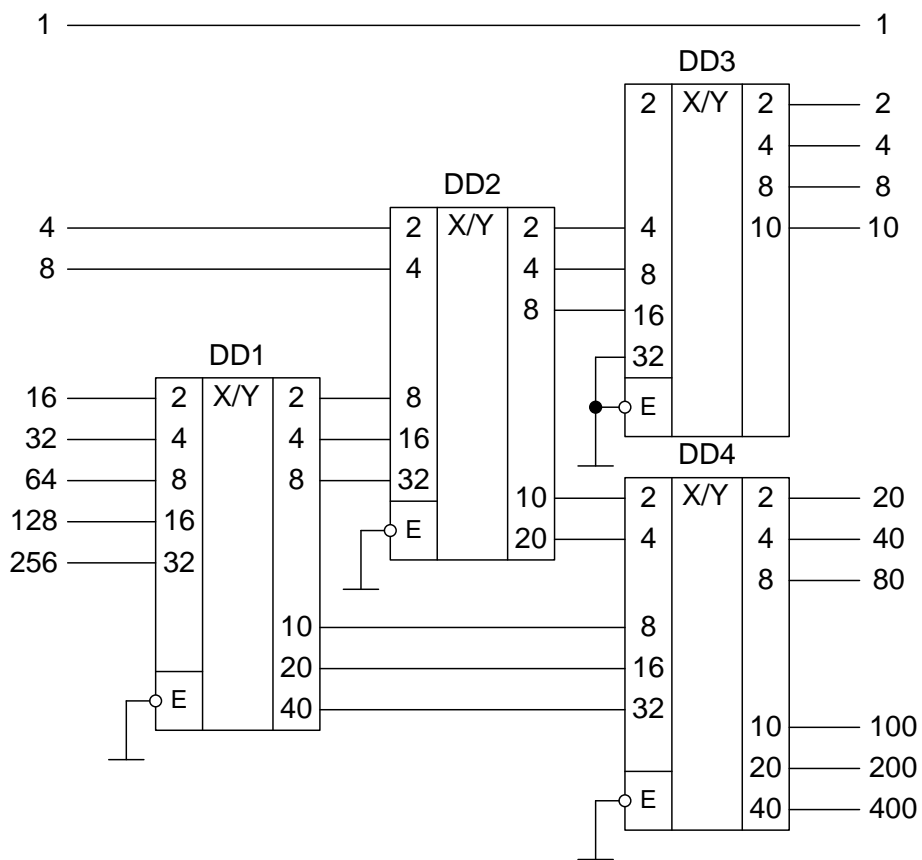 1 1
DD3
2 X/Y 2 2
4 4
8 8
DD2
4 2 X/Y 2 4 10 10
8 4 4 8
8 16
DD1 32
16 2 X/Y 2 8 E
32 4 4 16
64 8 8 32 DD4
128 16 10 2 X/Y 2 20
E 20 4 4 40
256 32 8 80
10 8
20 16
E 40 32
10 100
20 200
E 40 400